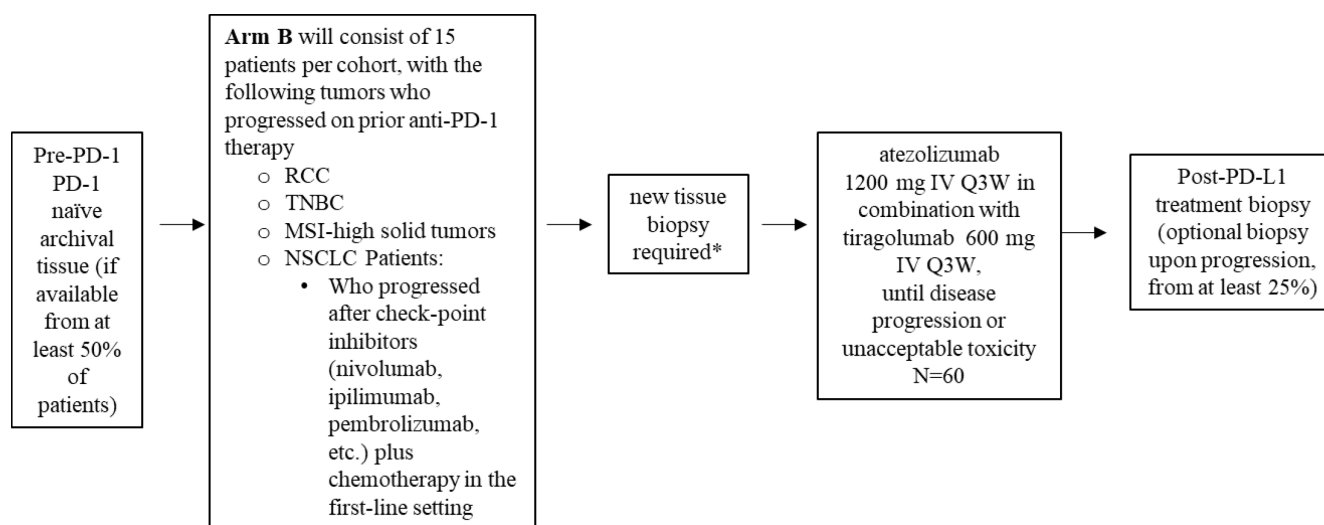 Pre-PD-1
PD-1
naïve
archival
tissue (if
available
from at
least 50%
of
patients)
Arm B will consist of 15
patients per cohort, with the
following tumors who
progressed on prior anti-PD-1
therapy
o RCC
o TNBC
o MSI-high solid tumors
o NSCLC Patients:
• Who progressed
after check-point
inhibitors
(nivolumab,
ipilimumab,
pembrolizumab,
etc.) plus
chemotherapy in the
first-line setting
new tissue
biopsy
required*
atezolizumab
1200 mg IV Q3W in
combination with
tiragolumab 600 mg
IV Q3W,
until disease
progression or
unacceptable toxicity
N=60
Post-PD-L1
treatment biopsy
(optional biopsy
upon progression,
from at least 25%)